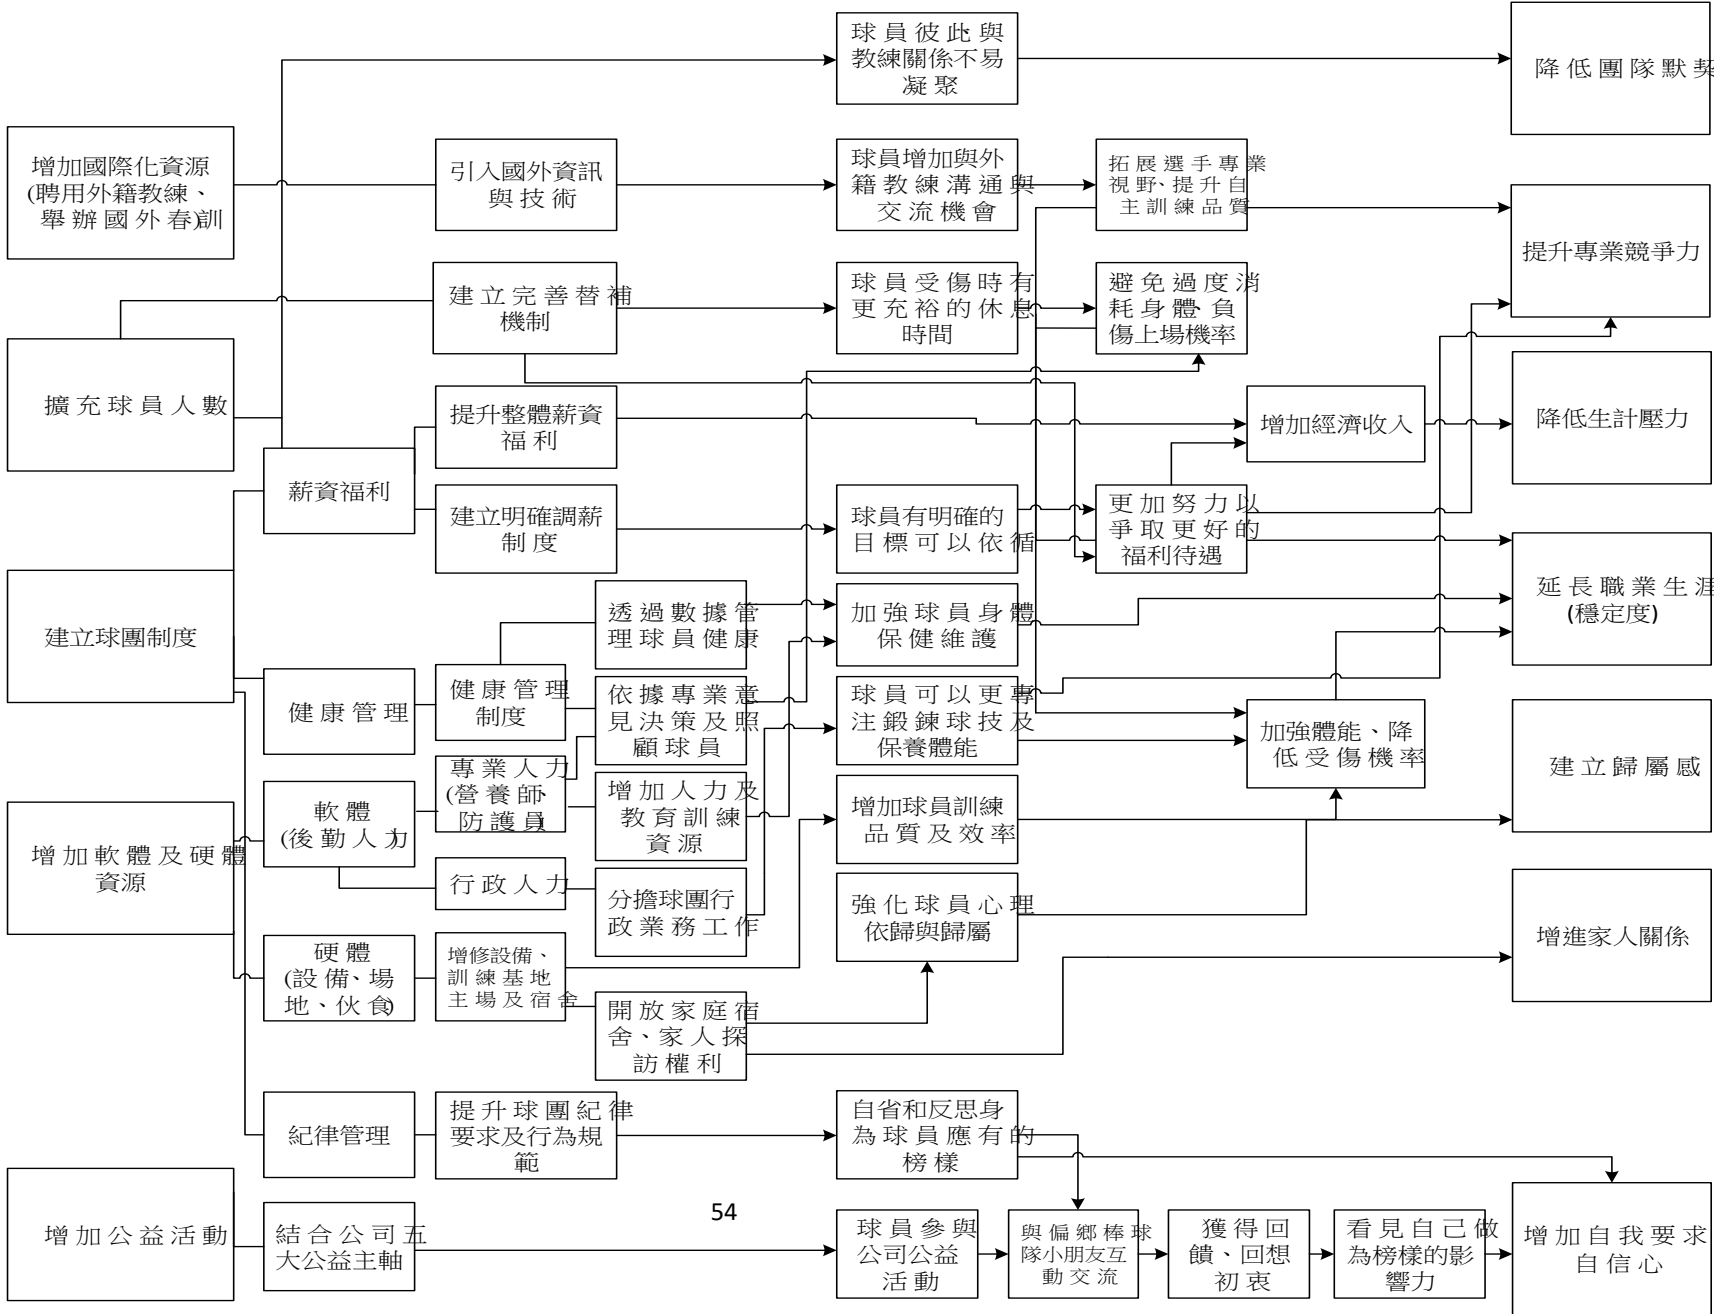 球員彼此與
教練關係不易
凝聚
降低團隊默契
增加國際化資源
(聘用外籍教練、
舉辦國外春訓)
引入國外資訊
與技術
球員增加與外
籍教練溝通與
交流機會
拓展選手專業
視野、提升自
主訓練品質
提升專業競爭力
建立完善替補
機制
球員受傷時有
更充裕的休息
時間
避免過度消
耗身體、負
傷上場機率
擴充球員人數
提升整體薪資
福利
增加經濟收入
降低生計壓力
薪資福利
建立明確調薪
制度
球員有明確的
目標可以依循
更加努力以
爭取更好的
福利待遇
延長職業生涯
(穩定度)
建立球團制度
透過數據管
理球員健康
加強球員身體
保健維護
健康管理
健康管理
制度
依據專業意
見決策及照
顧球員
球員可以更專
注鍛鍊球技及
保養體能
加強體能、降
低受傷機率
建立歸屬感
增加軟體及硬體
資源
軟體
(後勤人力)
專業人力
(營養師、
防護員)
增加人力及
教育訓練
資源
增加球員訓練
品質及效率
行政人力
分擔球團行
政業務工作
強化球員心理
依歸與歸屬
增進家人關係
硬體
(設備、場
地、伙食)
增修設備、
訓練基地
主場及宿舍
開放家庭宿
舍、家人探
訪權利
紀律管理
提升球團紀律
要求及行為規
範
自省和反思身
為球員應有的
榜樣
增加公益活動
結合公司五
大公益主軸
54
球員參與
公司公益
活動
與偏鄉棒球
隊小朋友互
動交流
獲得回
饋、回想
初衷
看見自己做
為榜樣的影
響力
增加自我要求
自信心